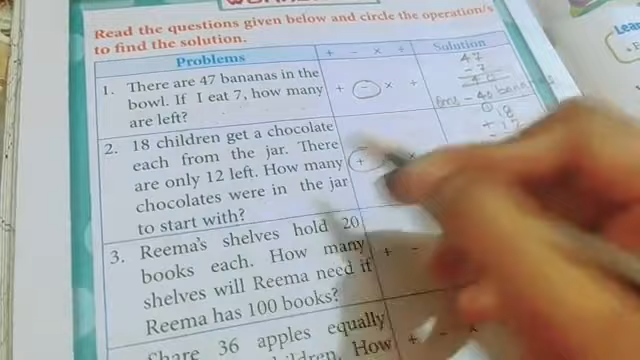 Read the questions given below and circle the operation/s
to find the solution.
Problems + - × ÷ Solution
1. There are 47 bananas in the
bowl. If I eat 7, how many
are left?
+ - × ÷
47
- 7
40
Ans - 40 bananas
2. 18 children get a chocolate
each from the jar. There
are only 12 left. How many
chocolates were in the jar
to start with?
+
18
+ 12
3. Reema's shelves hold 20
books each. How many
shelves will Reema need if
Reema has 100 books?
+ -
Share 36 apples equally
How + - ×